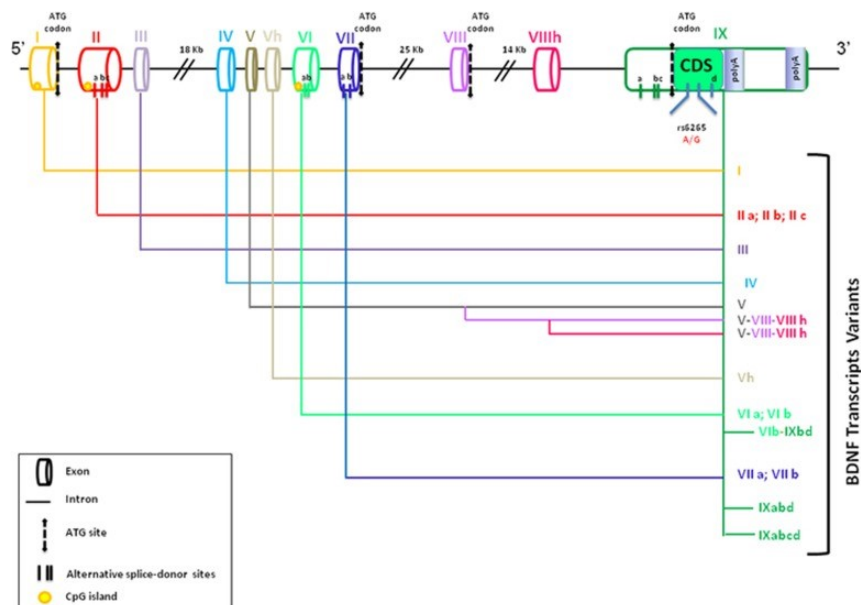 ATG codon
ATG codon
ATG codon
ATG codon
I II III IV V Vh VI VII VIII VIIIh IX
5' 18 Kb 25 Kb 14 Kb 3'
a bc ab a b a bc CDS d polyA polyA
rs6265
A/G
I
II a; II b; II c
III
IV
V
V-VIII-VIII h
V-VIII-VIII h
Vh
VI a; VI b
VIb-IXbd
VII a; VII b
IXabd
IXabcd
BDNF Transcripts Variants
Exon
Intron
ATG site
Alternative splice-donor sites
CpG island